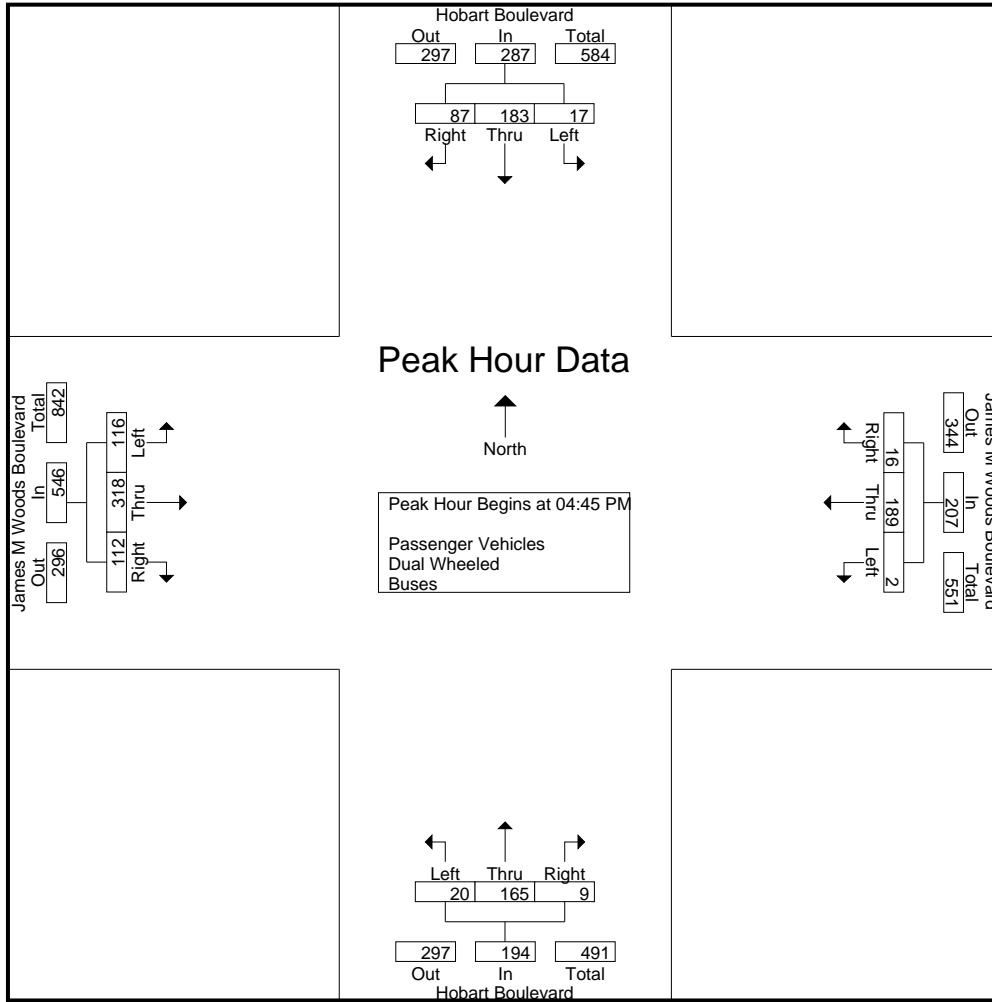 Hobart Boulevard
Out In Total
297 287 584
87 183 17
Right Thru Left
Peak Hour Data
North
Peak Hour Begins at 04:45 PM
Passenger Vehicles
Dual Wheeled
Buses
James M Woods Boulevard
Out In Total
296 546 842
Right Thru Left
112 318 116
James M Woods Boulevard
Out In Total
344 207 551
16 189 2
Right Thru Left
Left Thru Right
20 165 9
297 194 491
Out In Total
Hobart Boulevard